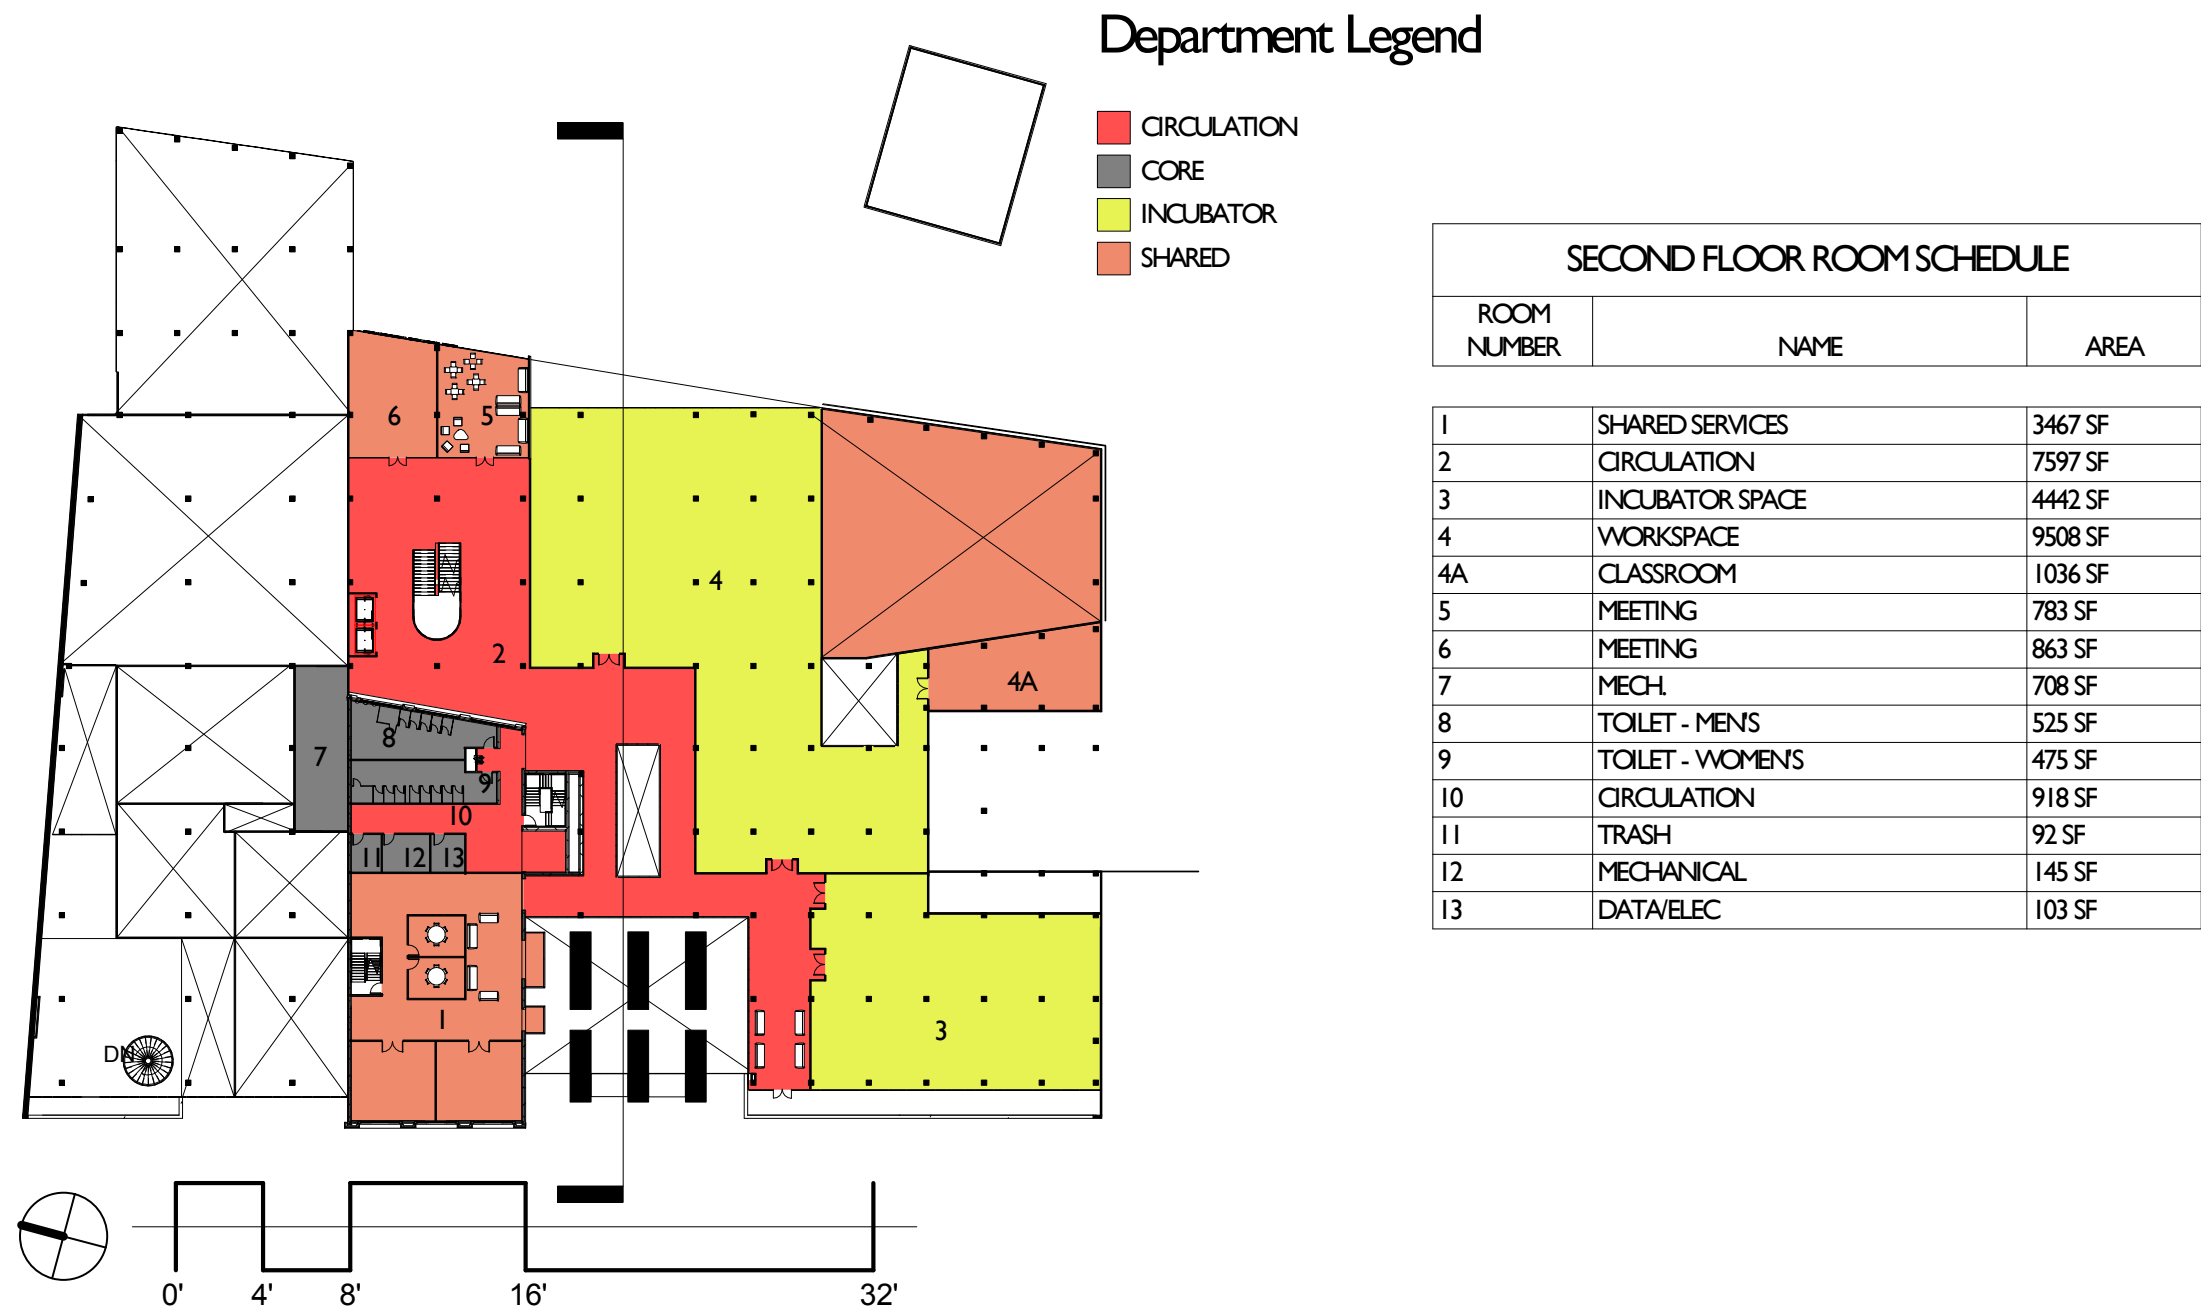 Department Legend
CIRCULATION
CORE
INCUBATOR
SHARED
SECOND FLOOR ROOM SCHEDULE
ROOM NUMBER NAME AREA
1 SHARED SERVICES 3467 SF
2 CIRCULATION 7597 SF
3 INCUBATOR SPACE 4442 SF
4 WORKSPACE 9508 SF
4A CLASSROOM 1036 SF
5 MEETING 783 SF
6 MEETING 863 SF
7 MECH. 708 SF
8 TOILET - MEN'S 525 SF
9 TOILET - WOMEN'S 475 SF
10 CIRCULATION 918 SF
11 TRASH 92 SF
12 MECHANICAL 145 SF
13 DATA/ELEC 103 SF
6
5
4
2
4A
8
7
9
10
11
12
13
1
3
DN
0' 4' 8' 16' 32'